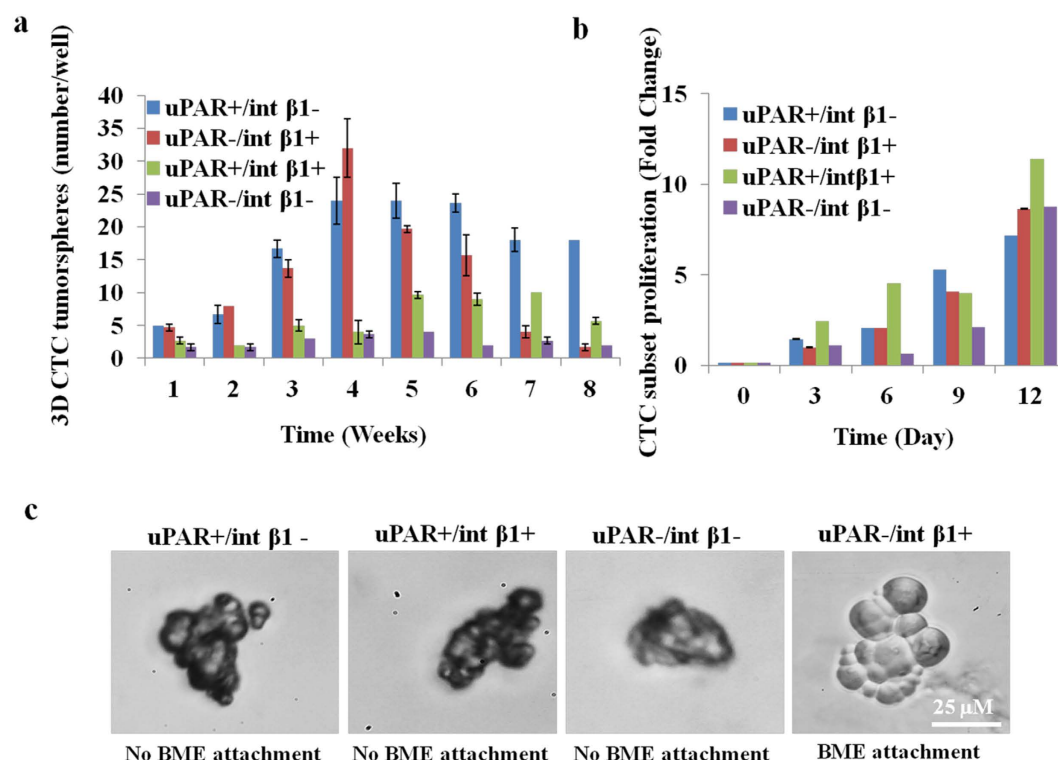 a
3D CTC tumorspheres (number/well)
40
35
30
25
20
15
10
5
0
uPAR+/int β1-
uPAR-/int β1+
uPAR+/int β1+
uPAR-/int β1-
1 2 3 4 5 6 7 8
Time (Weeks)
b
CTC subset proliferation (Fold Change)
15
10
5
0
uPAR+/int β1-
uPAR-/int β1+
uPAR+/intβ1+
uPAR-/int β1-
0 3 6 9 12
Time (Day)
c
uPAR+/int β1 -
uPAR+/int β1+
uPAR-/int β1-
uPAR-/int β1+
25 µM
No BME attachment
No BME attachment
No BME attachment
BME attachment